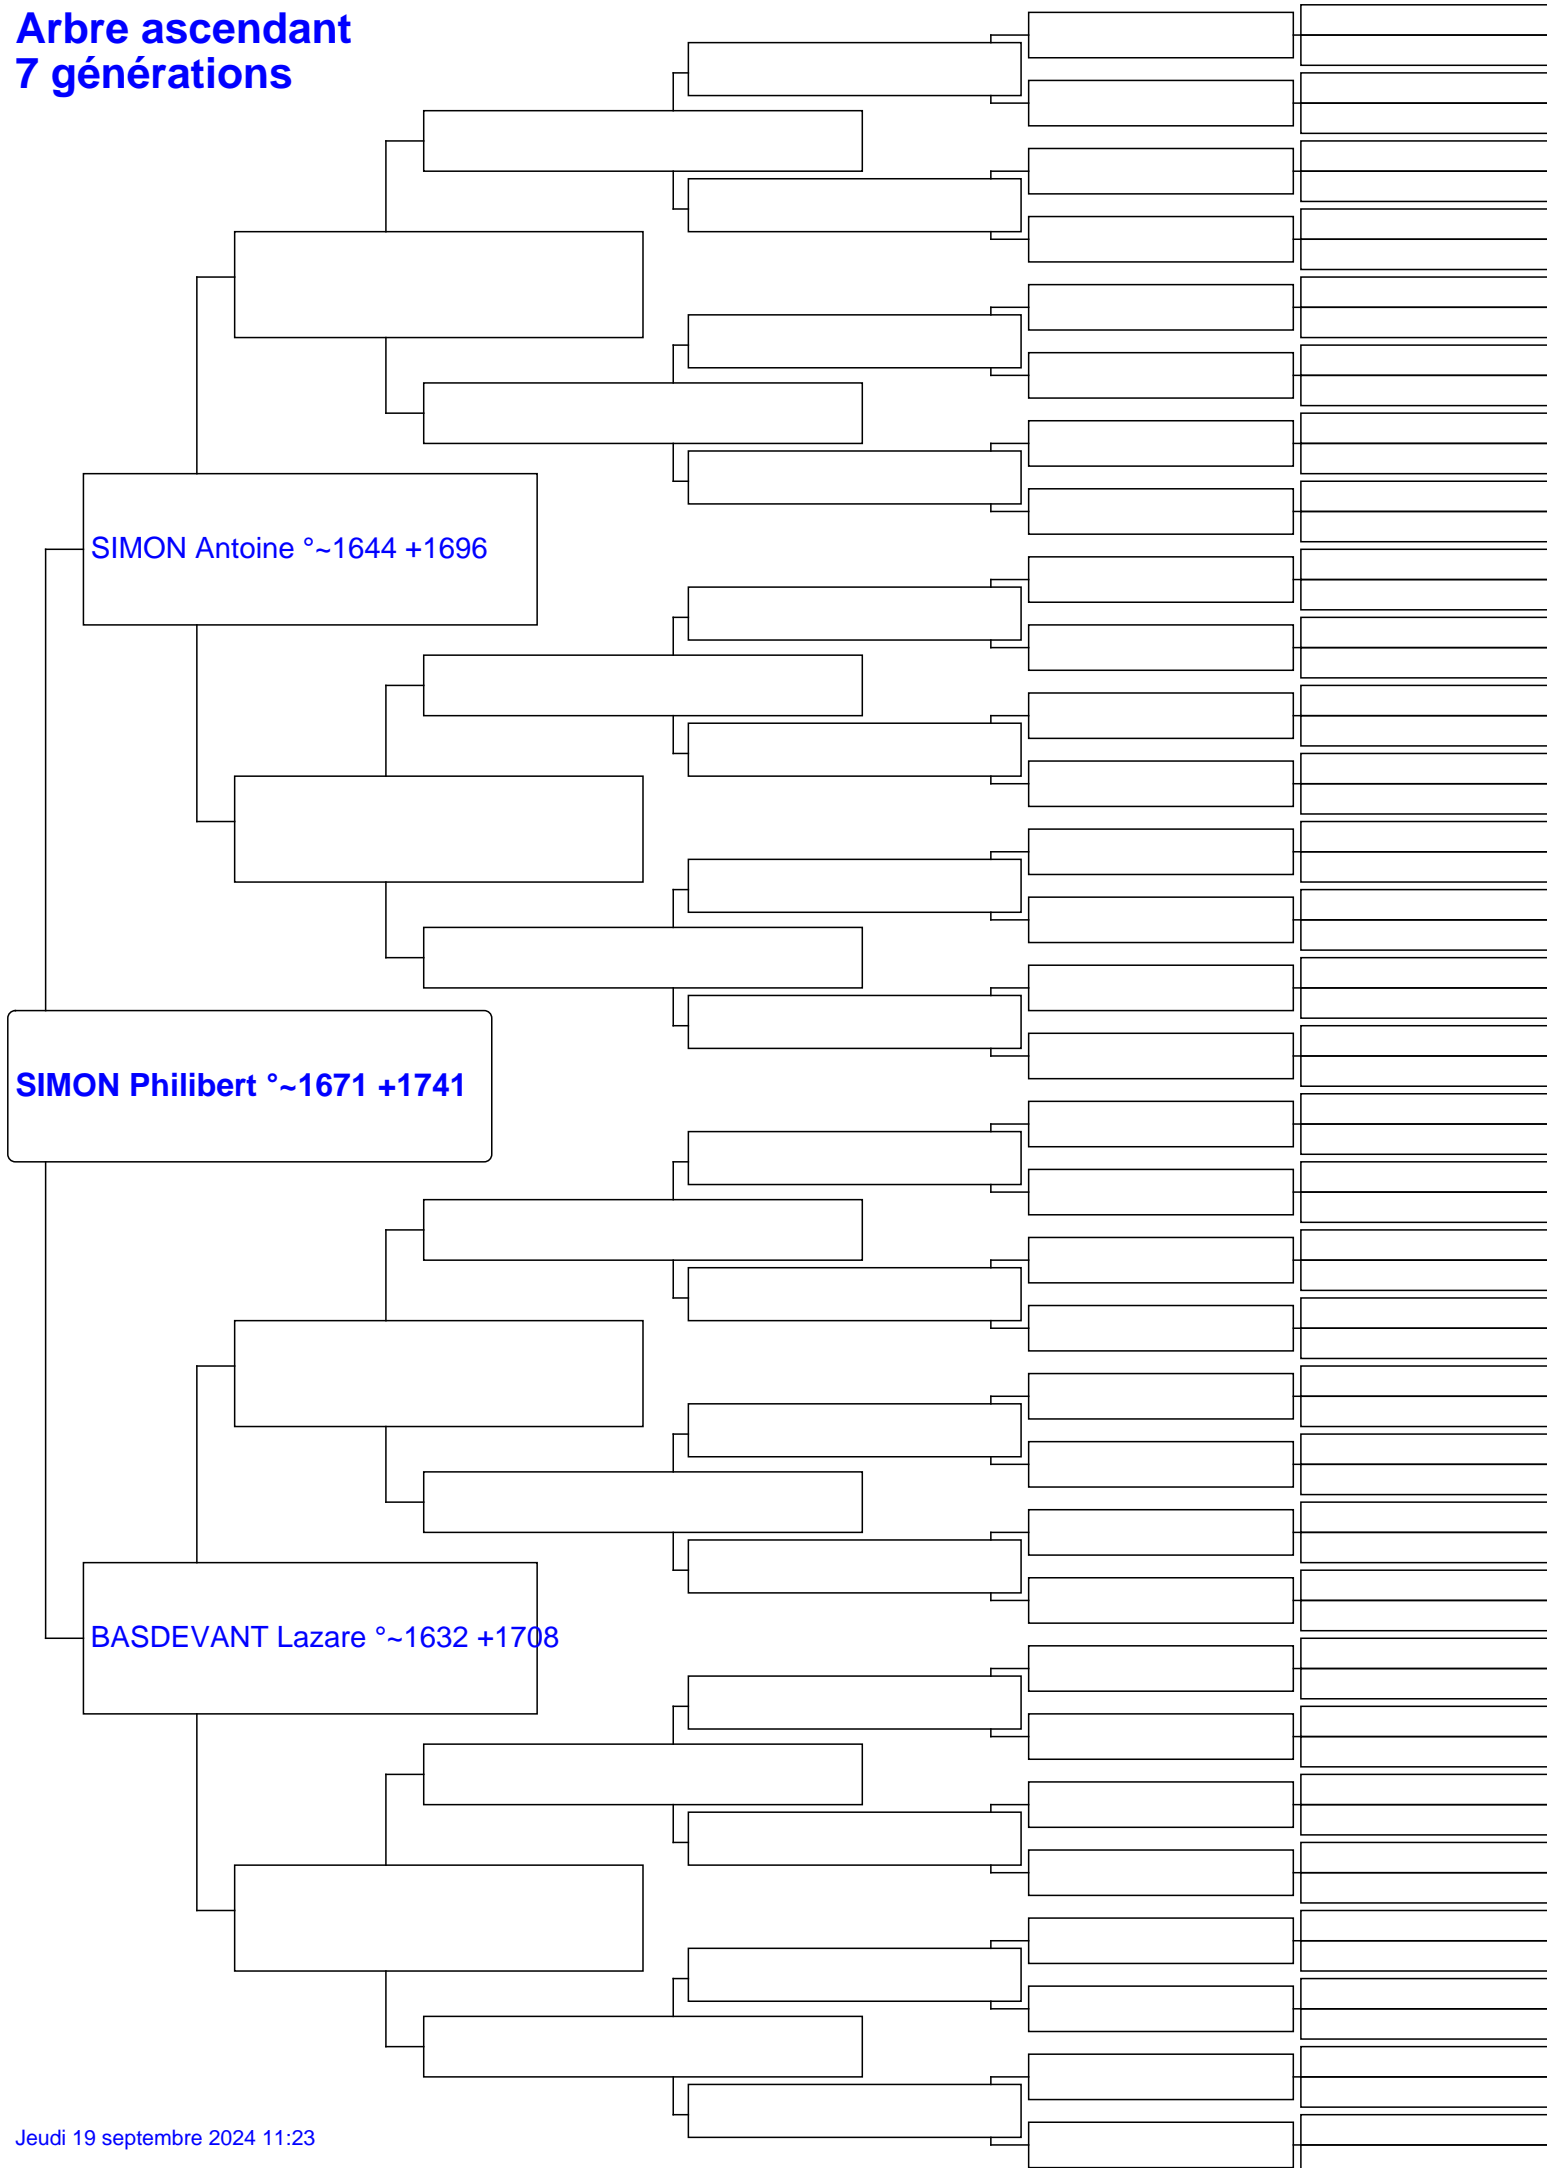 Arbre ascendant
7 générations
SIMON Antoine °~1644 +1696
SIMON Philibert °~1671 +1741
BASDEVANT Lazare °~1632 +1708
Jeudi 19 septembre 2024 11:23